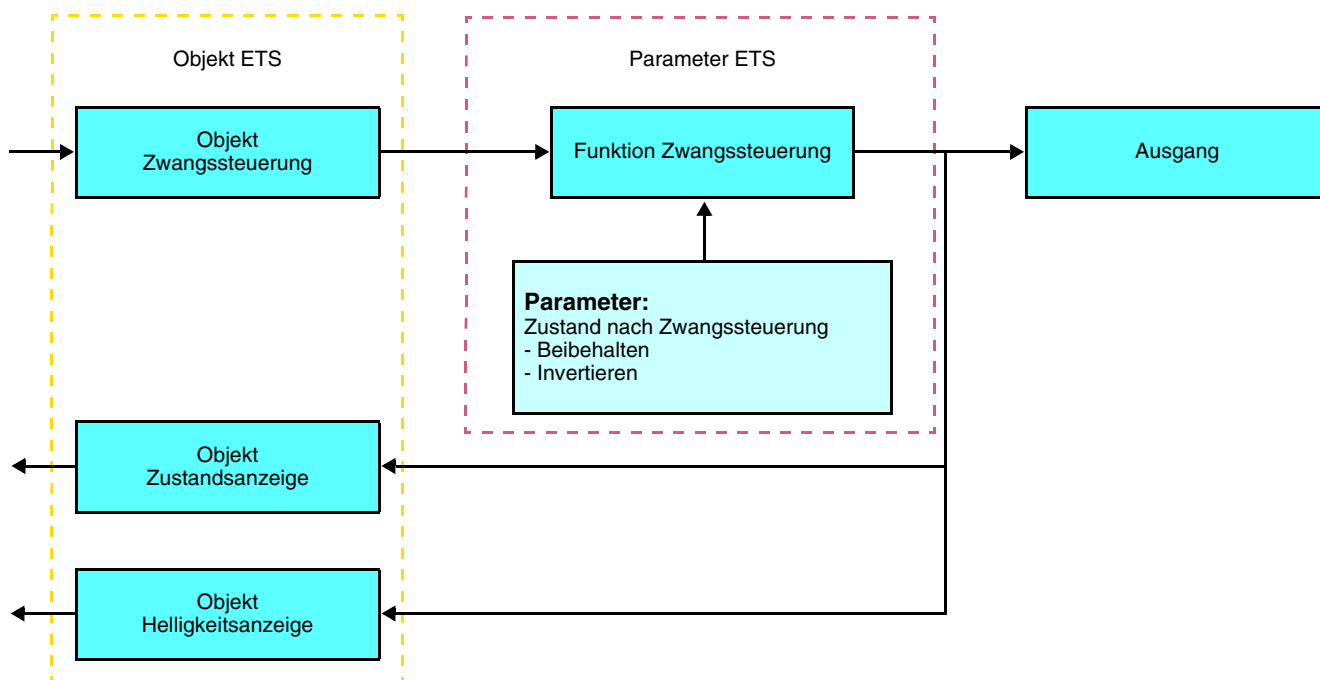 Objekt ETS
Parameter ETS
Objekt
Zwangssteuerung
Funktion Zwangssteuerung
Ausgang
Parameter:
Zustand nach Zwangssteuerung
- Beibehalten
- Invertieren
Objekt
Zustandsanzeige
Objekt
Helligkeitsanzeige